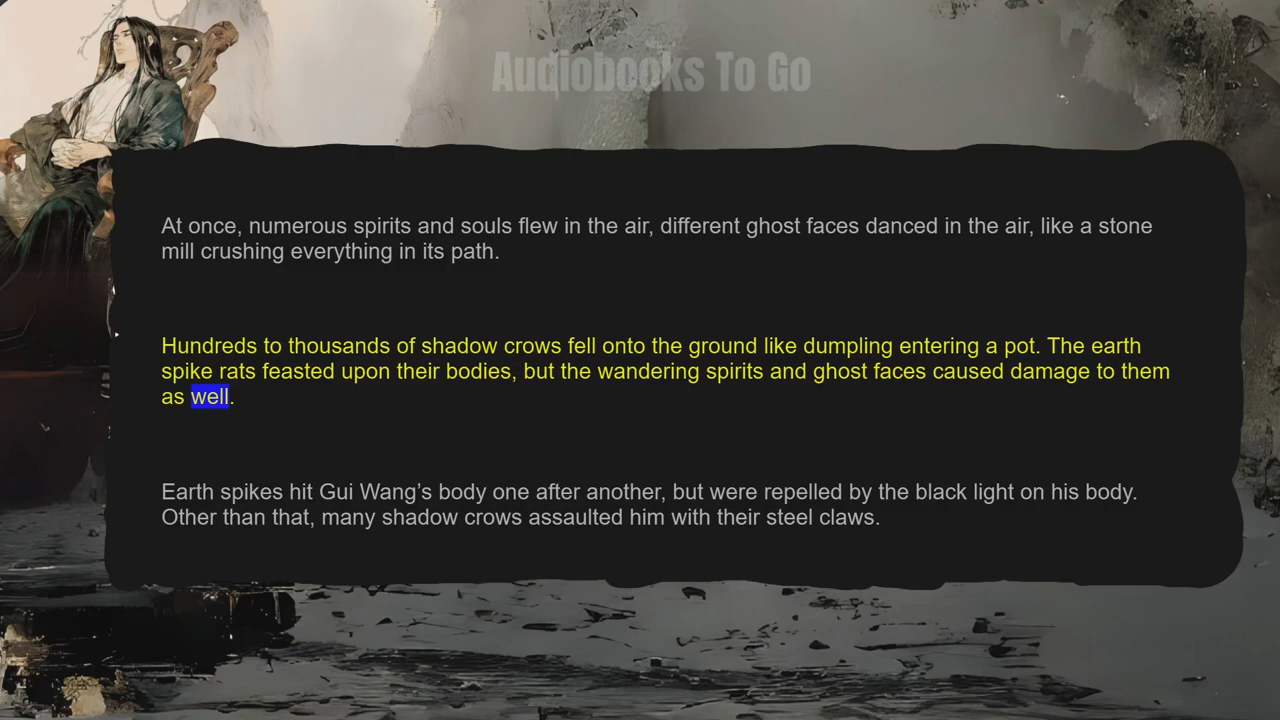 Audiobooks To Go
At once, numerous spirits and souls flew in the air, different ghost faces danced in the air, like a stone
mill crushing everything in its path.
Hundreds to thousands of shadow crows fell onto the ground like dumpling entering a pot. The earth
spike rats feasted upon their bodies, but the wandering spirits and ghost faces caused damage to them
as well.
Earth spikes hit Gui Wang’s body one after another, but were repelled by the black light on his body.
Other than that, many shadow crows assaulted him with their steel claws.